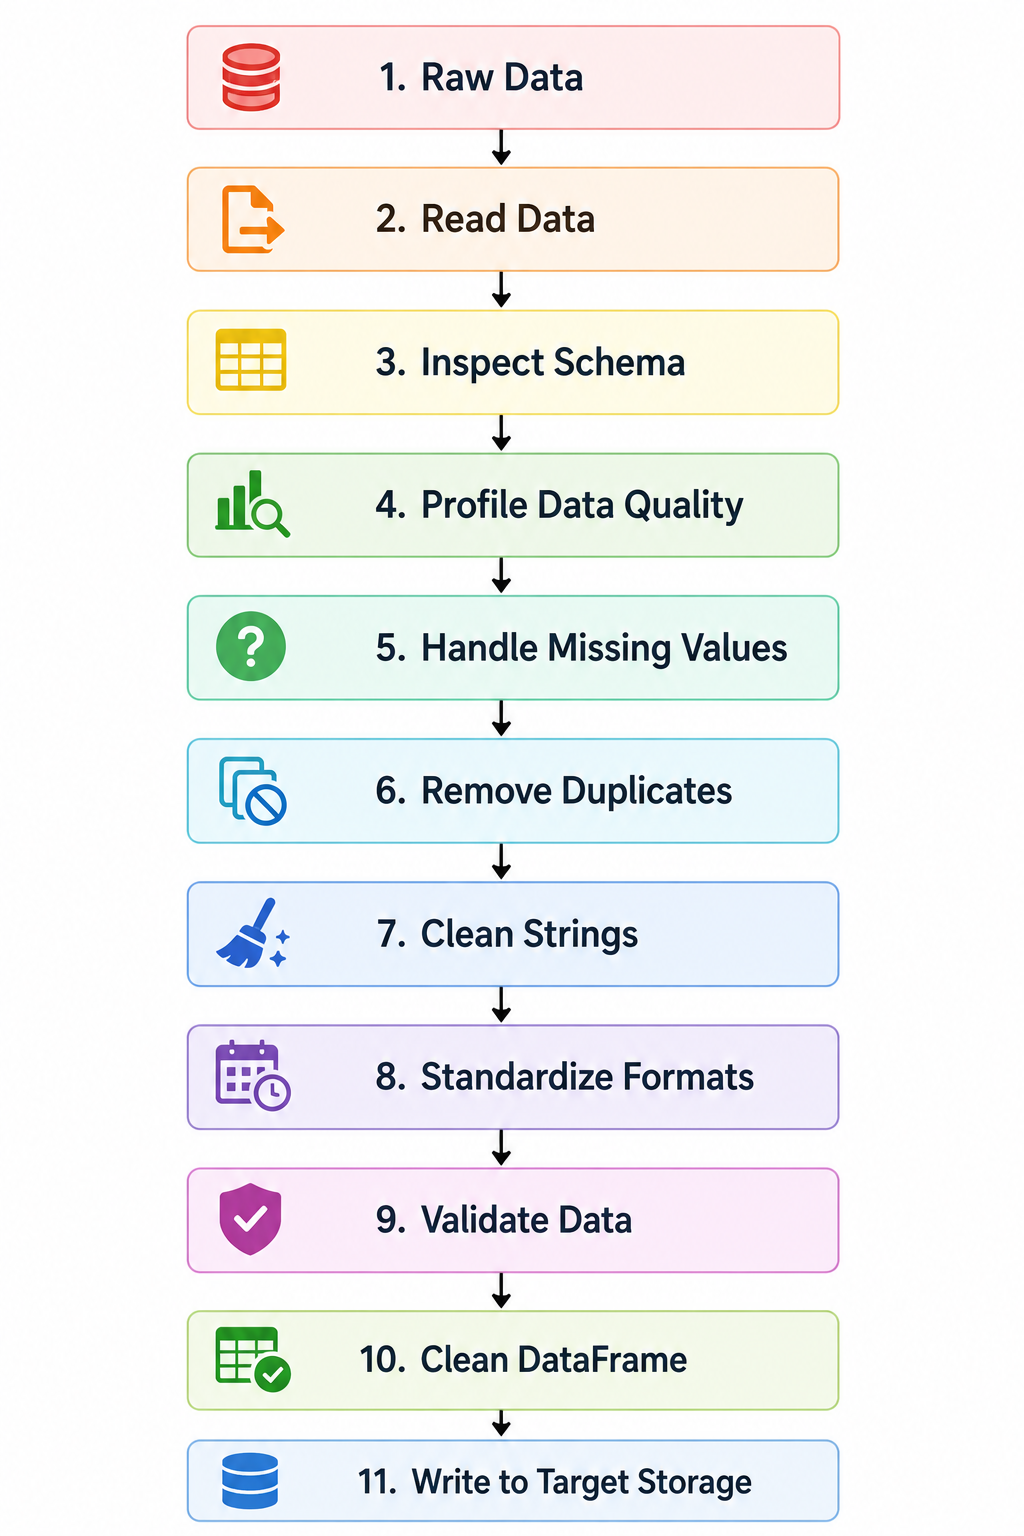 1. Raw Data
2. Read Data
3. Inspect Schema
4. Profile Data Quality
5. Handle Missing Values
6. Remove Duplicates
7. Clean Strings
8. Standardize Formats
9. Validate Data
10. Clean DataFrame
11. Write to Target Storage